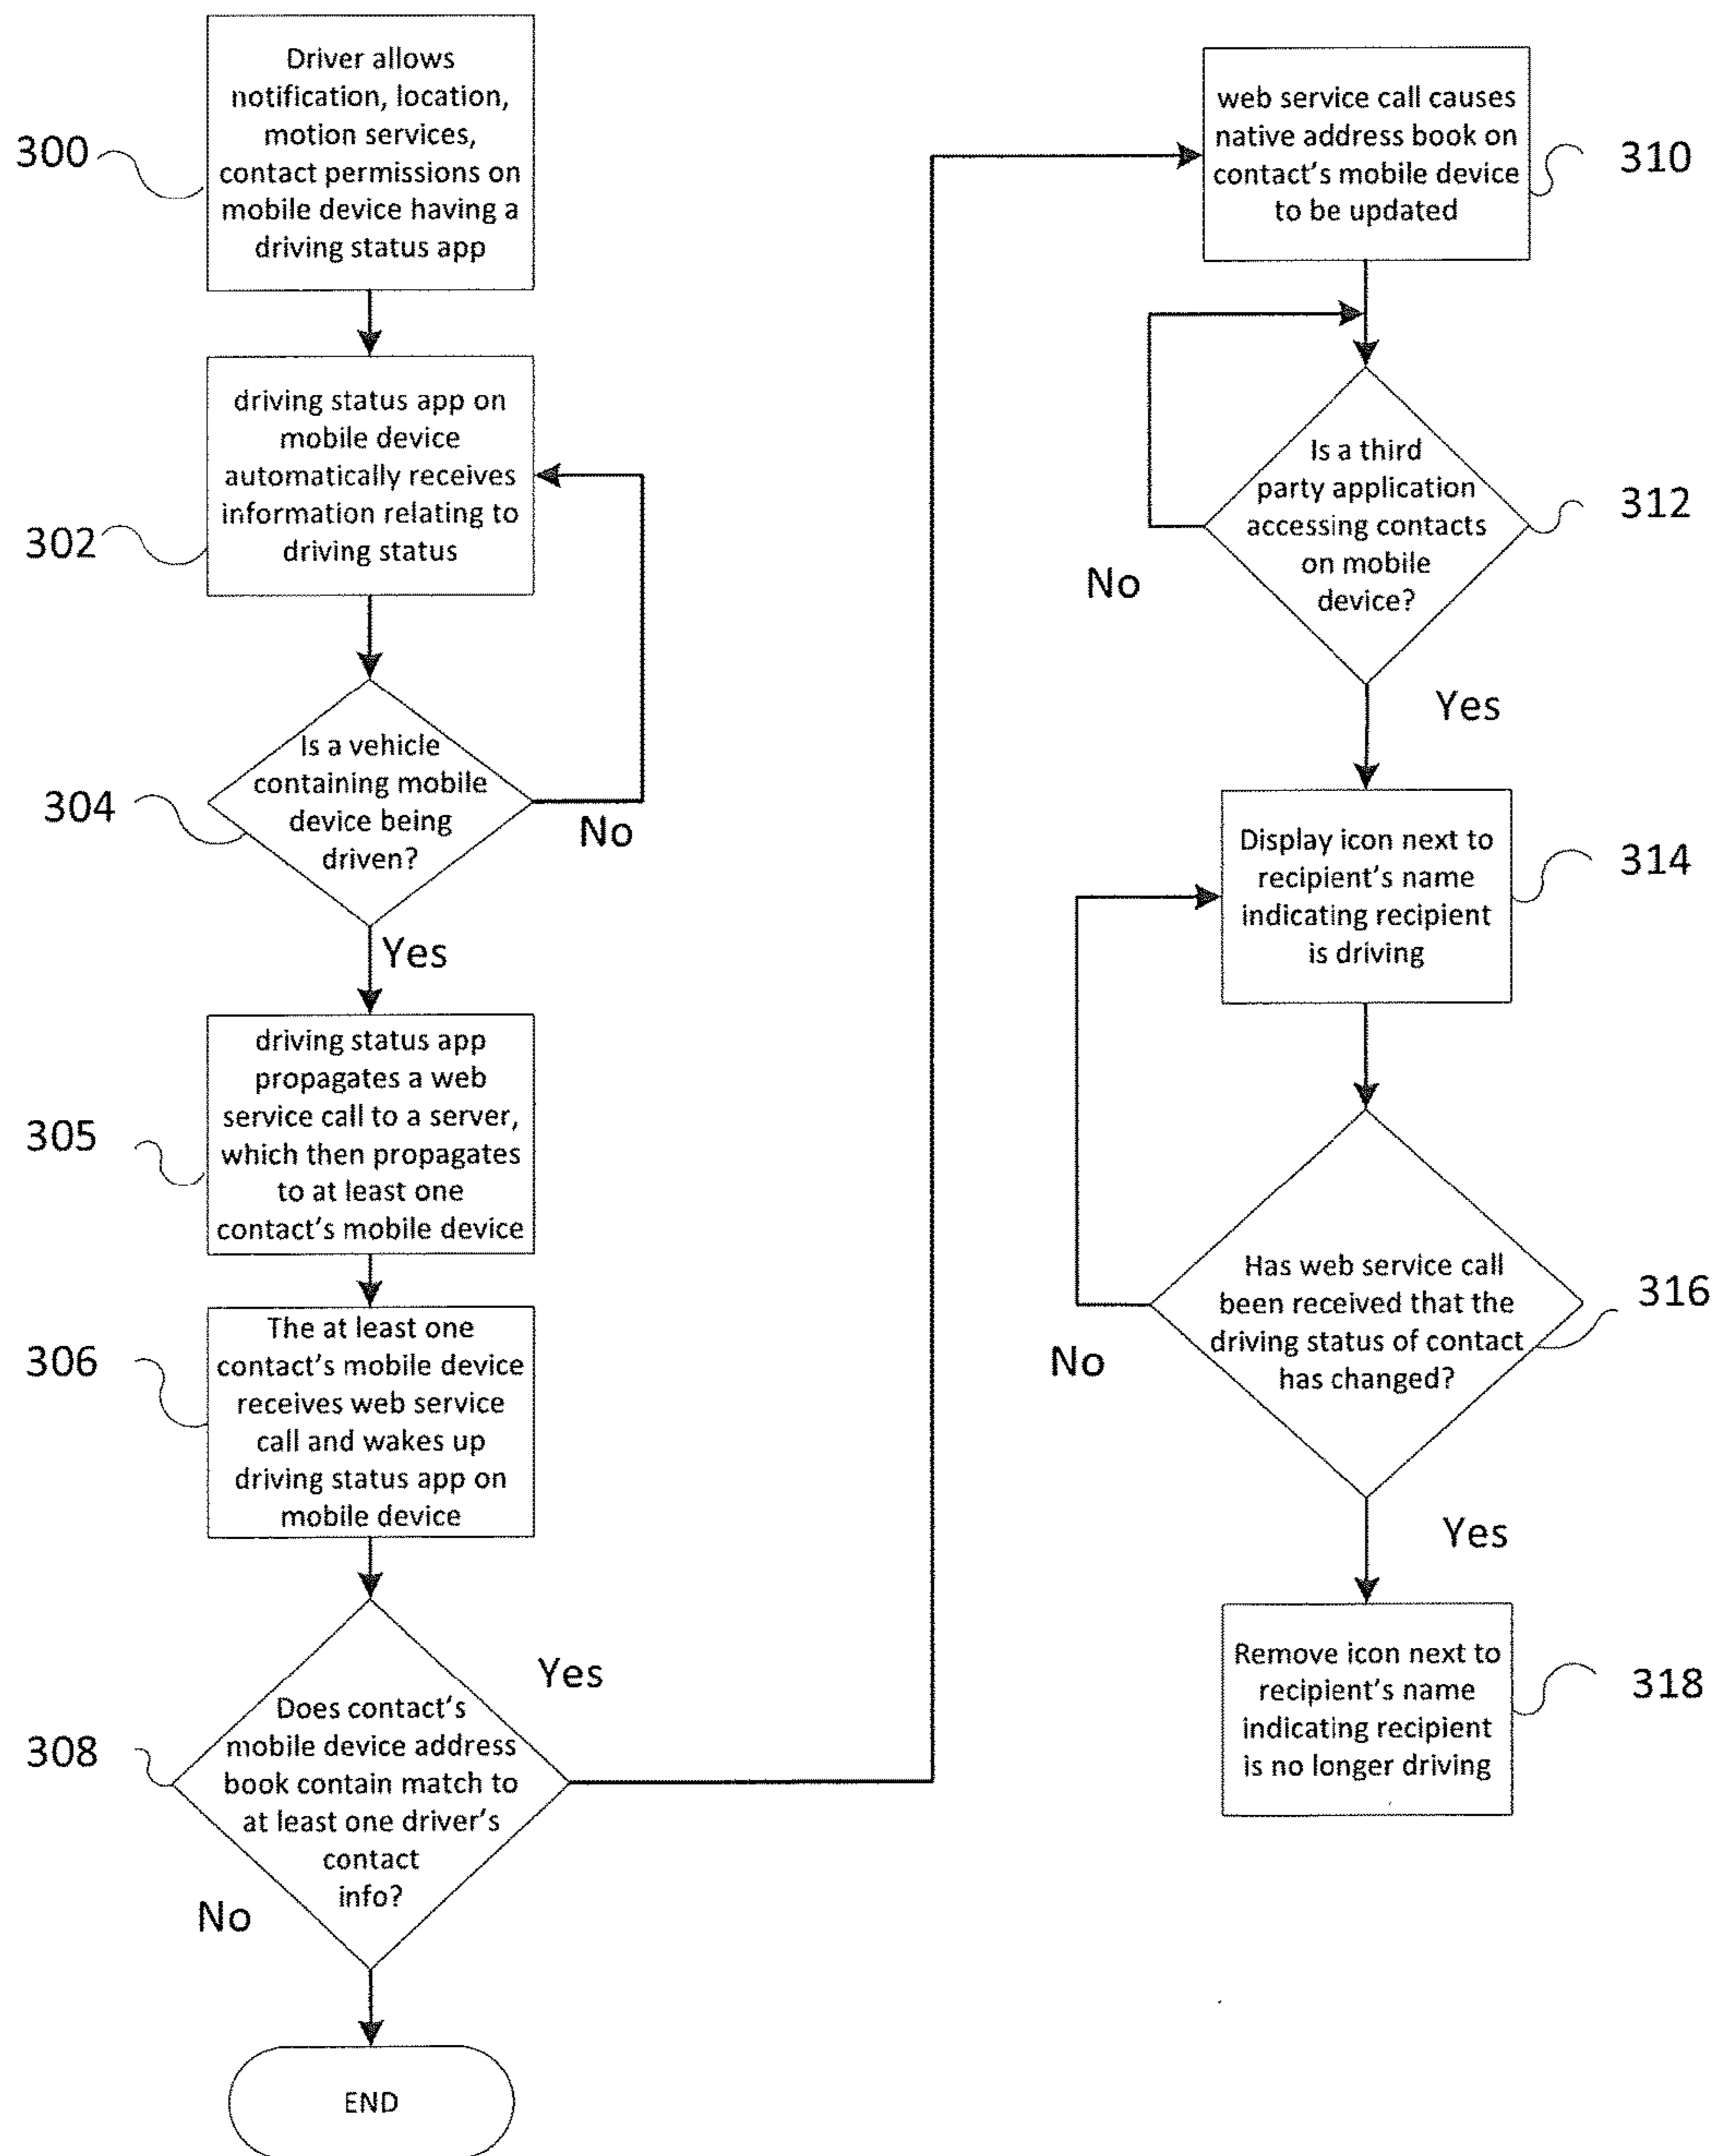 300
Driver allows
notification, location,
motion services,
contact permissions on
mobile device having a
driving status app
302
driving status app on
mobile device
automatically receives
information relating to
driving status
304
Is a vehicle
containing mobile
device being
driven?
No
Yes
305
driving status app
propagates a web
service call to a server,
which then propagates
to at least one
contact's mobile device
306
The at least one
contact's mobile device
receives web service
call and wakes up
driving status app on
mobile device
308
Does contact's
mobile device address
book contain match to
at least one driver's
contact
info?
Yes
No
END
web service call causes
native address book on
contact's mobile device
to be updated
310
Is a third
party application
accessing contacts
on mobile
device?
312
No
Yes
Display icon next to
recipient's name
indicating recipient
is driving
314
Has web service call
been received that the
driving status of contact
has changed?
316
No
Yes
Remove icon next to
recipient's name
indicating recipient
is no longer driving
318